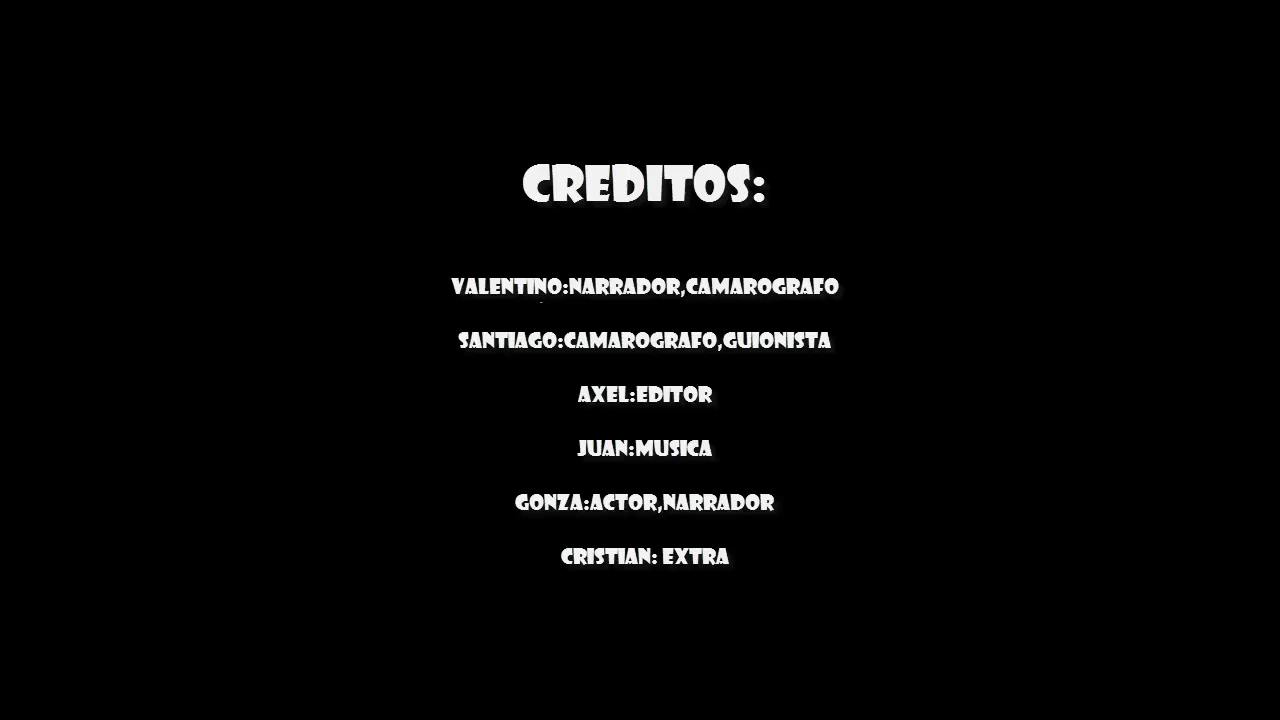 CREDITOS:
VALENTINO:NARRADOR,CAMAROGRAFO
SANTIAGO:CAMAROGRAFO,GUIONISTA
AXEL:EDITOR
JUAN:MUSICA
GONZA:ACTOR,NARRADOR
CRISTIAN: EXTRA